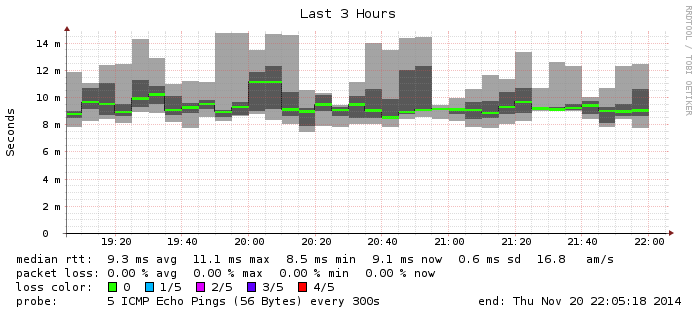 Last 3 Hours
RRDTOOL / TOBI OETIKER
Seconds
14 m
12 m
10 m
8 m
6 m
4 m
2 m
0
19:20 19:40 20:00 20:20 20:40 21:00 21:20 21:40 22:00
median rtt: 9.3 ms avg 11.1 ms max 8.5 ms min 9.1 ms now 0.6 ms sd 16.8 am/s
packet loss: 0.00 % avg 0.00 % max 0.00 % min 0.00 % now
loss color: 0 1/5 2/5 3/5 4/5
probe: 5 ICMP Echo Pings (56 Bytes) every 300s end: Thu Nov 20 22:05:18 2014